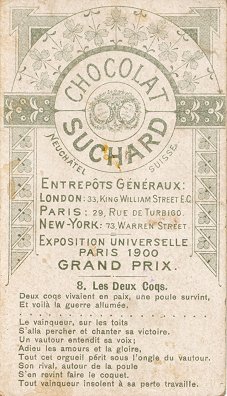 CHOCOLAT
SUCHARD
NEUCHÂTEL SUISSE.
ENTREPÔTS GÉNÉRAUX:
LONDON: 33, KING WILLIAM STREET E.C.
PARIS: 29, RUE DE TURBIGO.
NEW-YORK: 73 WARREN STREET.
EXPOSITION UNIVERSELLE
PARIS 1900
GRAND PRIX.
8. Les Deux Coqs.
Deux coqs vivaient en paix, une poule survint,
Et voilà la guerre allumée.
Le vainqueur, sur les toits
S'alla percher et chanter sa victoire.
Un vautour entendit sa voix;
Adieu les amours et la gloire,
Tout cet orgueil périt sous l'ongle du vautour.
Son rival, autour de la poule
S'en revint faire le coquet.
Tout vainqueur insolent à sa perte travaille.